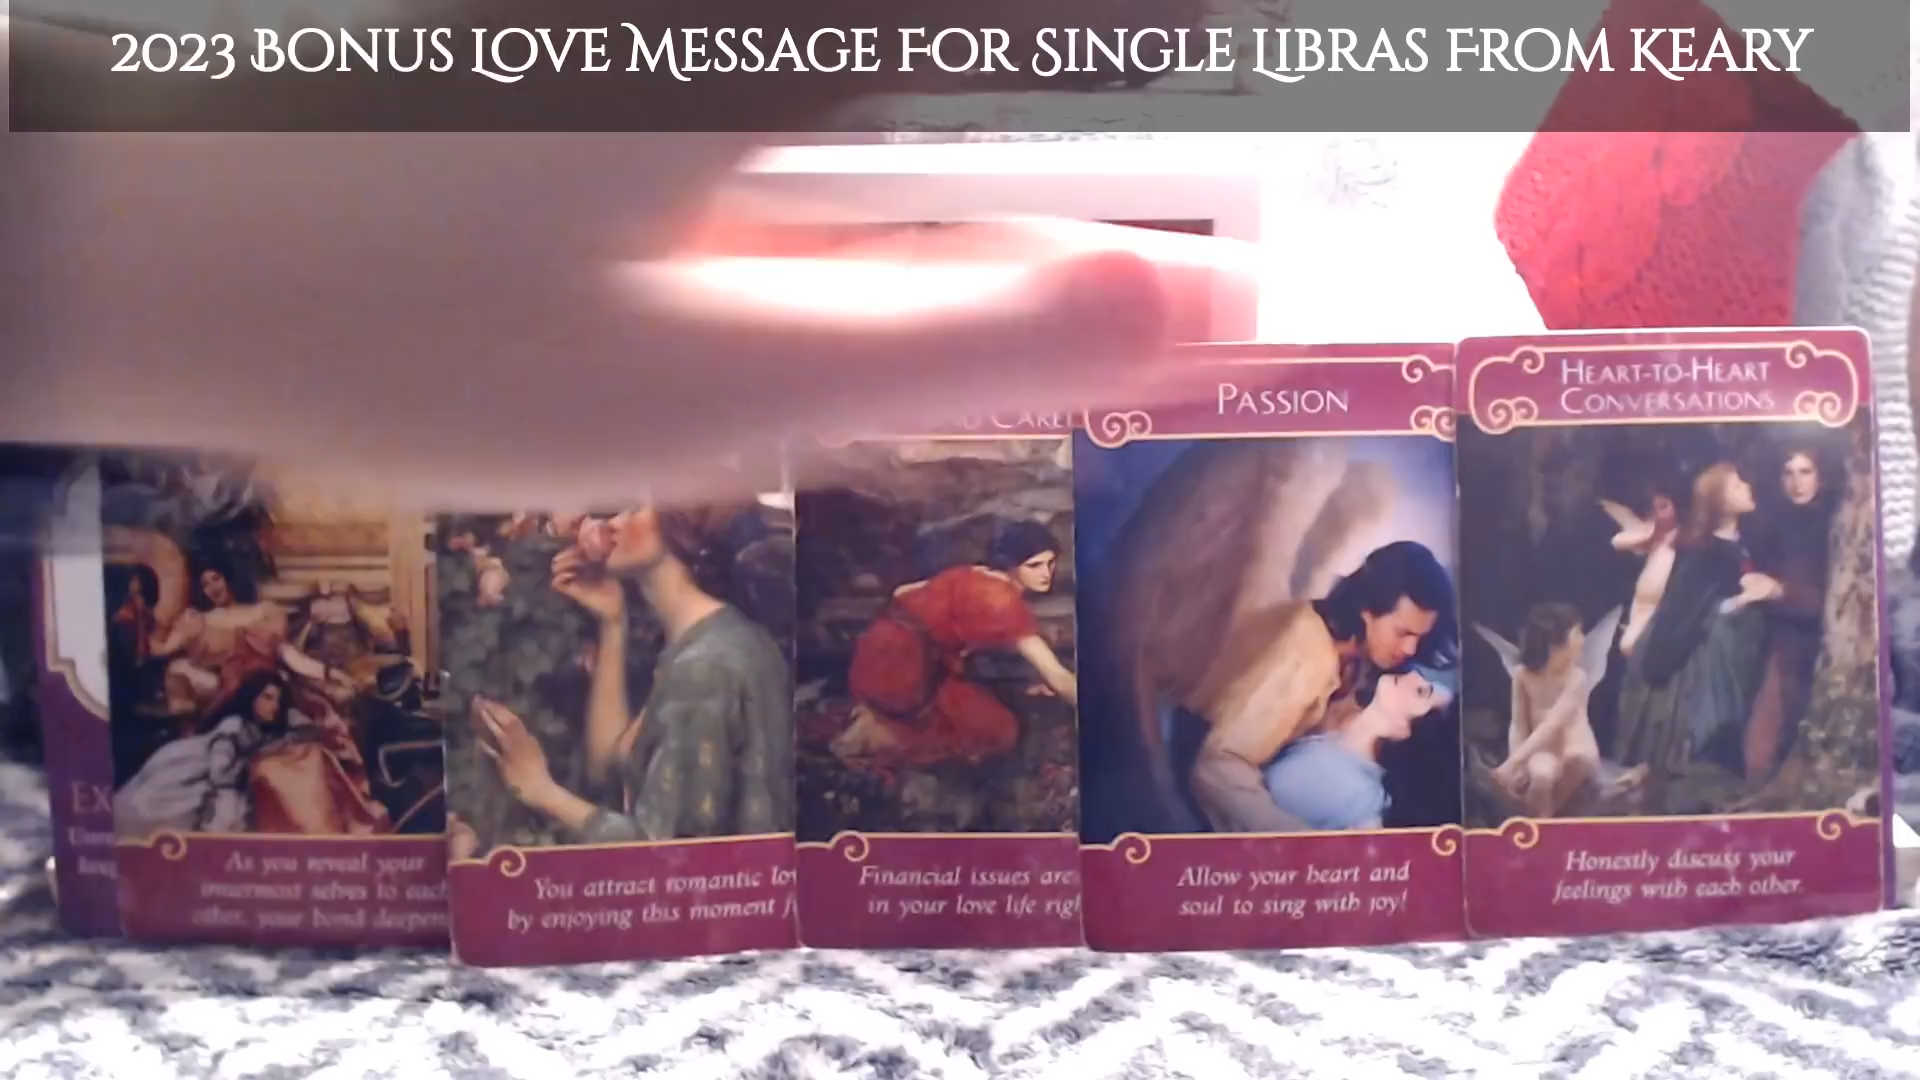 2023 Bonus Love Message For Single Libras From Keary
Passion
Heart-to-Heart
Conversations
As you reveal your
innermost selves to each
other, your bond deepens
You attract romantic
by enjoying this moment
Financial issues are
in your love life
Allow your heart and
soul to sing with joy!
Honestly discuss your
feelings with each other.